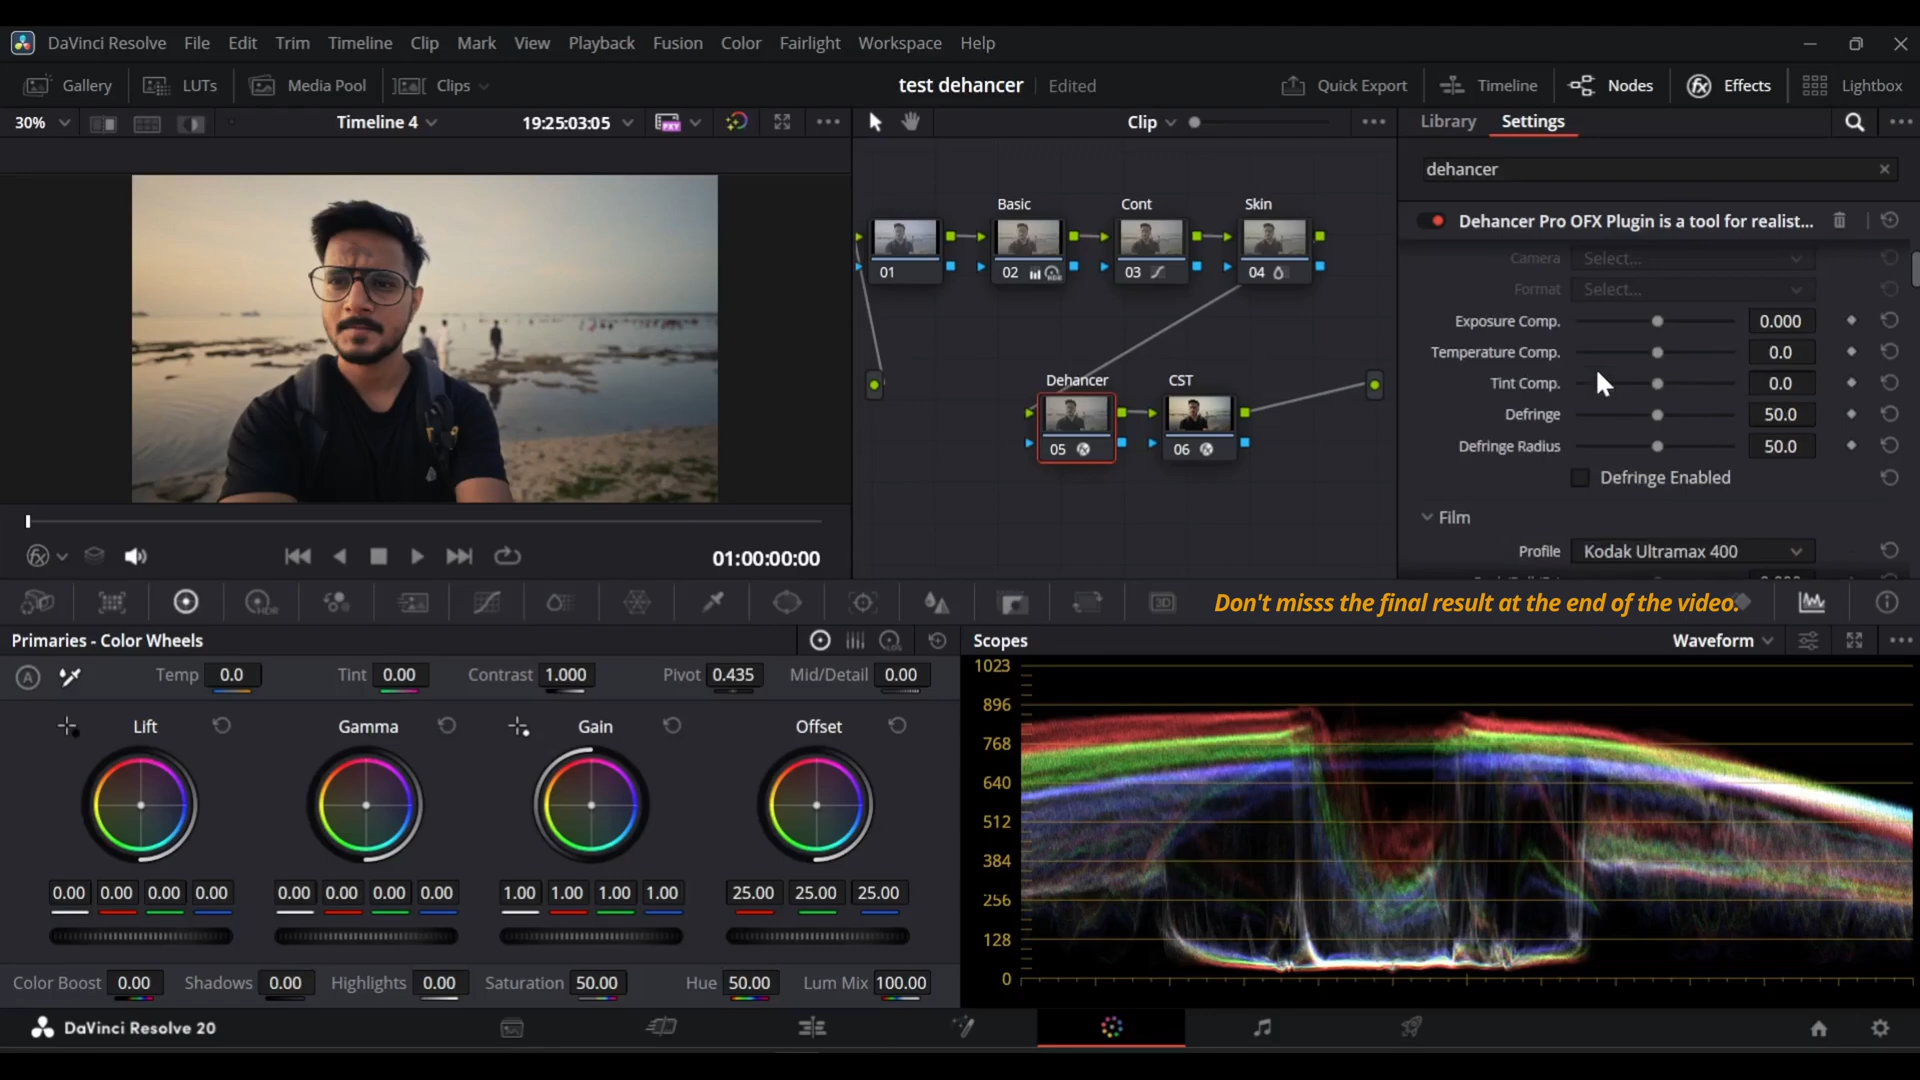 DaVinci Resolve File Edit Trim Timeline Clip Mark View Playback Fusion Color Fairlight Workspace Help
Gallery LUTs Media Pool Clips test dehancer Edited Quick Export Timeline Nodes Effects Lightbox
30% Timeline 4 19:25:03:05 Clip Library Settings
dehancer
Basic Cont Skin
Dehancer Pro OFX Plugin is a tool for realist...
01 02 HDR 03 04
Camera Select...
Format Select...
Exposure Comp. 0.000
Temperature Comp. 0.0
Tint Comp. 0.0
Defringe 50.0
Defringe Radius 50.0
Defringe Enabled
Film
Profile Kodak Ultramax 400
Dehancer CST
05 06
01:00:00:00
HDR 3D
Don't misss the final result at the end of the video.
Primaries - Color Wheels LOG
Scopes Waveform
A Temp 0.0 Tint 0.00 Contrast 1.000 Pivot 0.435 Mid/Detail 0.00
Lift Gamma Gain Offset
0.00 0.00 0.00 0.00 0.00 0.00 0.00 0.00 1.00 1.00 1.00 1.00 25.00 25.00 25.00
Color Boost 0.00 Shadows 0.00 Highlights 0.00 Saturation 50.00 Hue 50.00 Lum Mix 100.00
1023
896
768
640
512
384
256
128
0
DaVinci Resolve 20